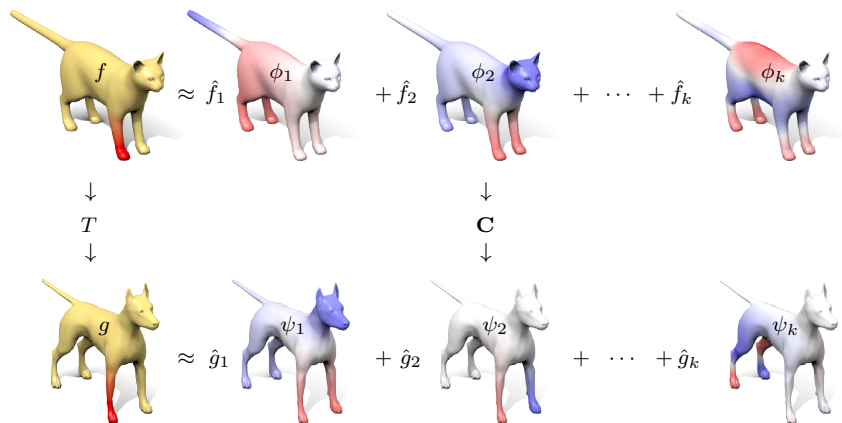 f ≈ f̂₁ ϕ₁ + f̂₂ ϕ₂ + ⋯ + f̂ₖ ϕₖ
↓ ↓
T C
↓ ↓
g ≈ ĝ₁ ψ₁ + ĝ₂ ψ₂ + ⋯ + ĝₖ ψₖ